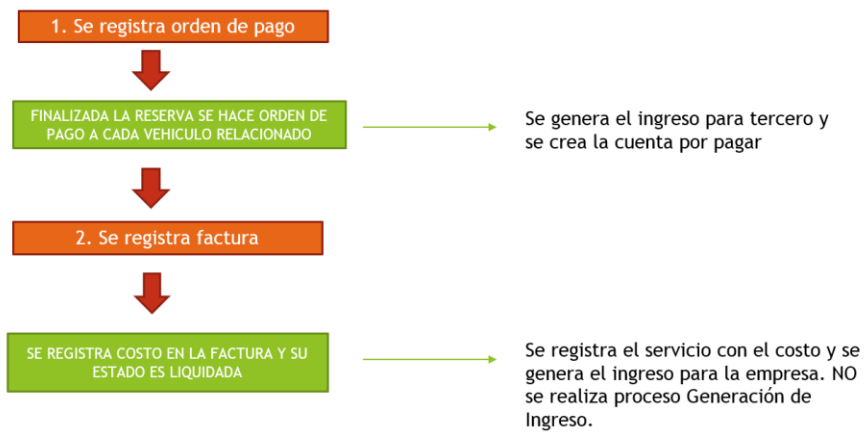 1. Se registra orden de pago
FINALIZADA LA RESERVA SE HACE ORDEN DE
PAGO A CADA VEHICULO RELACIONADO
Se genera el ingreso para tercero y
se crea la cuenta por pagar
2. Se registra factura
SE REGISTRA COSTO EN LA FACTURA Y SU
ESTADO ES LIQUIDADA
Se registra el servicio con el costo y se
genera el ingreso para la empresa. NO
se realiza proceso Generación de
Ingreso.